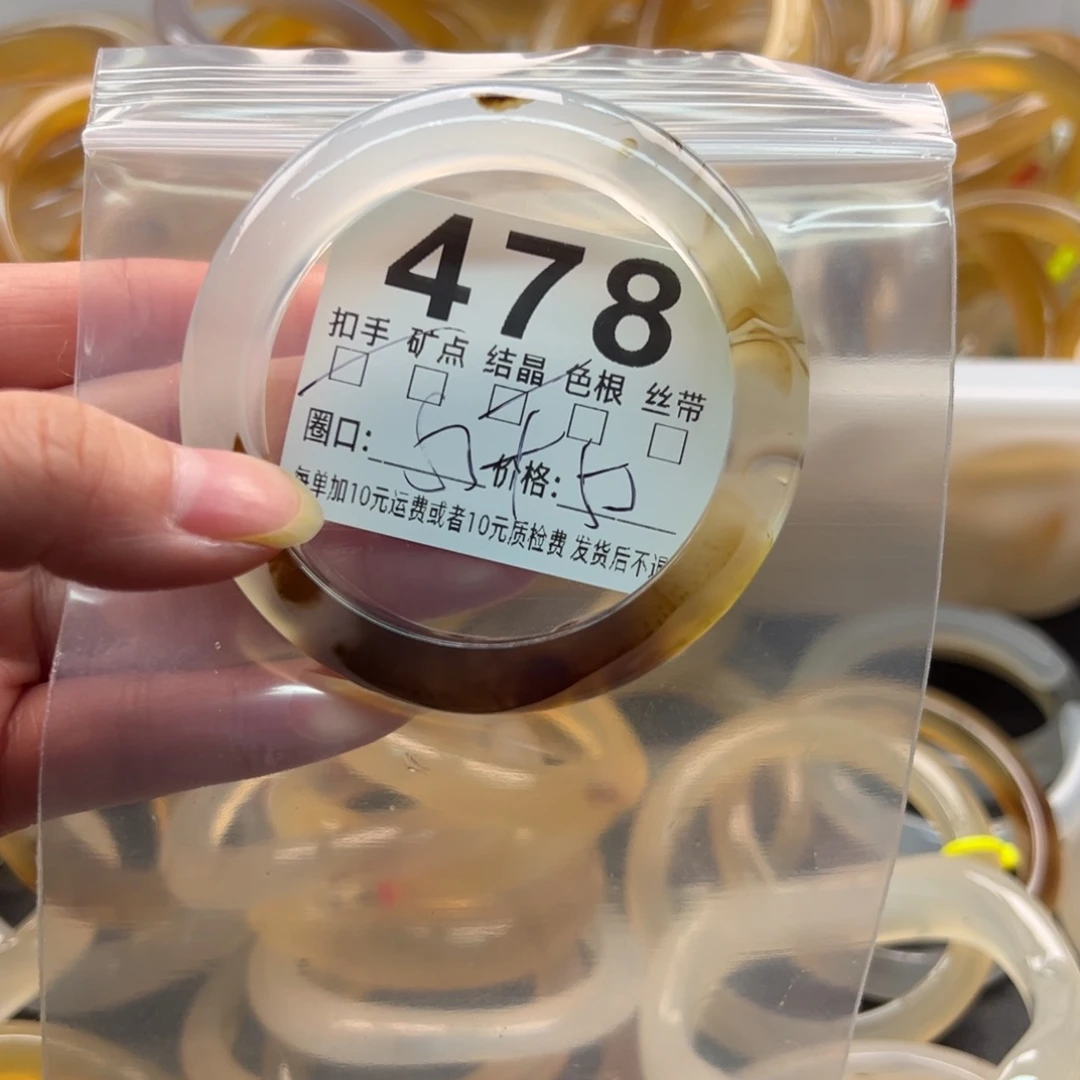 478
扣手 矿点 结晶 色根 丝带
圈口: 价格:
每单加10元运费或者10元质检费 发货后不退